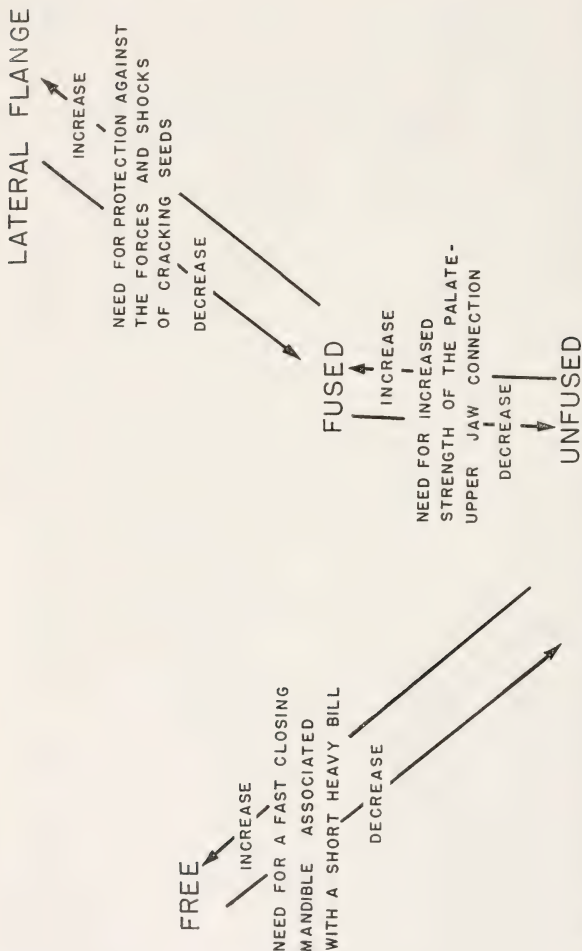 LATERAL FLANGE
INCREASE
NEED FOR PROTECTION AGAINST
THE FORCES AND SHOCKS
OF CRACKING SEEDS
DECREASE
FUSED
INCREASE
NEED FOR INCREASED
STRENGTH OF THE PALATE-
UPPER JAW CONNECTION
DECREASE
UNFUSED
FREE
INCREASE
NEED FOR A FAST CLOSING
MANDIBLE ASSOCIATED
WITH A SHORT HEAVY BILL
DECREASE